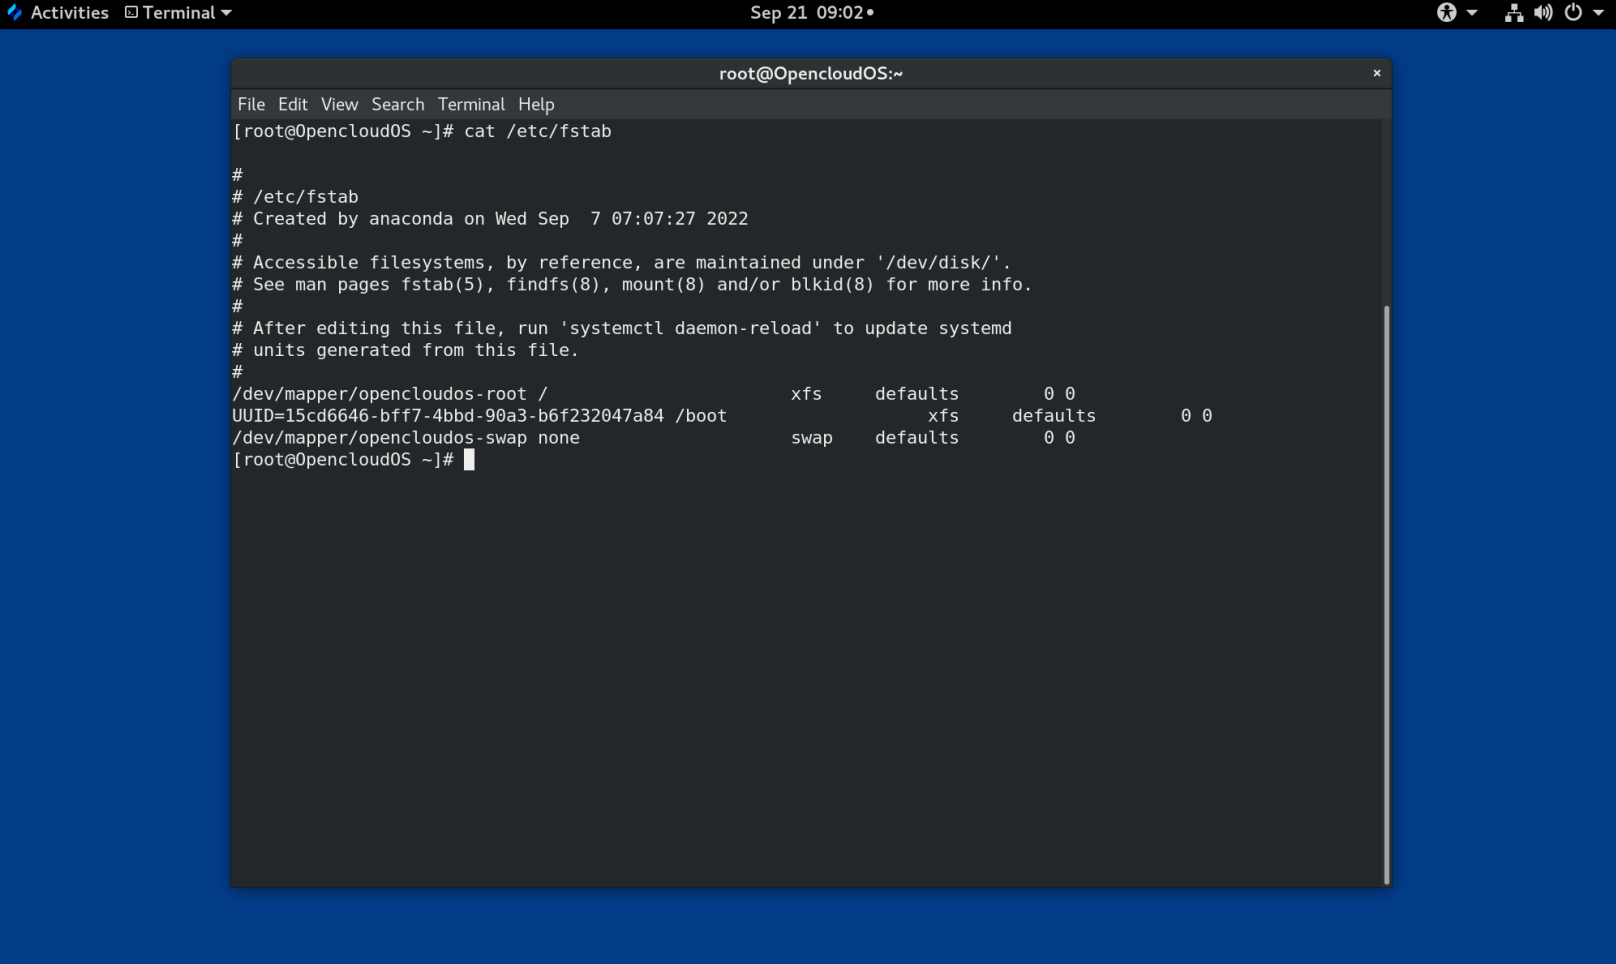 Activities Terminal Sep 21 09:02
root@OpencloudOS:~ ×
File Edit View Search Terminal Help
[root@OpencloudOS ~]# cat /etc/fstab
#
# /etc/fstab
# Created by anaconda on Wed Sep  7 07:07:27 2022
#
# Accessible filesystems, by reference, are maintained under '/dev/disk/'.
# See man pages fstab(5), findfs(8), mount(8) and/or blkid(8) for more info.
#
# After editing this file, run 'systemctl daemon-reload' to update systemd
# units generated from this file.
#
/dev/mapper/opencloudos-root /                       xfs     defaults        0 0
UUID=15cd6646-bff7-4bbd-90a3-b6f232047a84 /boot                   xfs     defaults        0 0
/dev/mapper/opencloudos-swap none                    swap    defaults        0 0
[root@OpencloudOS ~]#